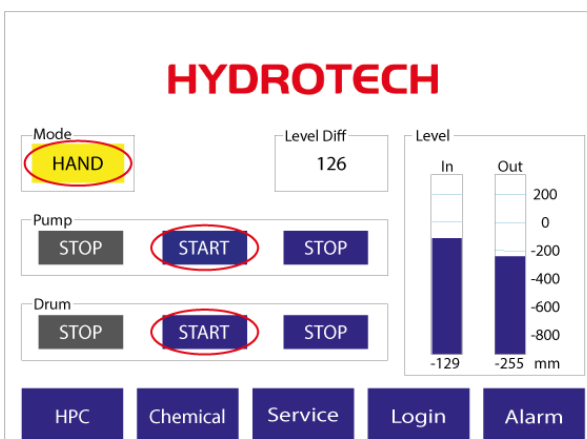 HYDROTECH
Mode
HAND
Level Diff
126
Level
In Out
200
0
-200
-400
-600
-800
-129 -255 mm
Pump
STOP START STOP
Drum
STOP START STOP
HPC Chemical Service Login Alarm